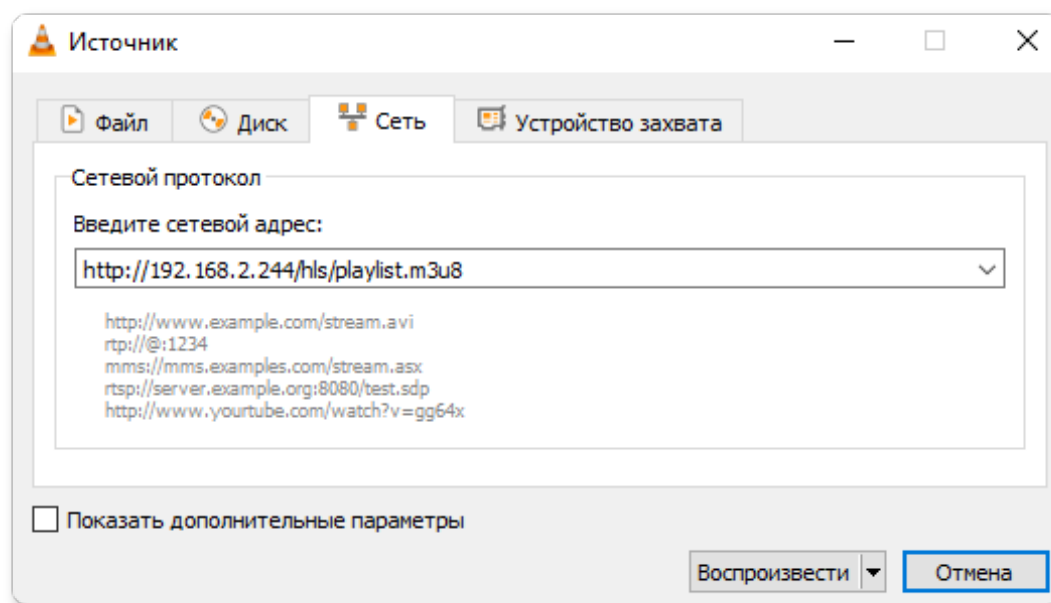 Источник
Файл Диск Сеть Устройство захвата
Сетевой протокол
Введите сетевой адрес:
http://192.168.2.244/hls/playlist.m3u8
http://www.example.com/stream.avi
rtp://@:1234
mms://mms.examples.com/stream.asx
rtsp://server.example.org:8080/test.sdp
http://www.yourtube.com/watch?v=gg64x
Показать дополнительные параметры
Воспроизвести Отмена